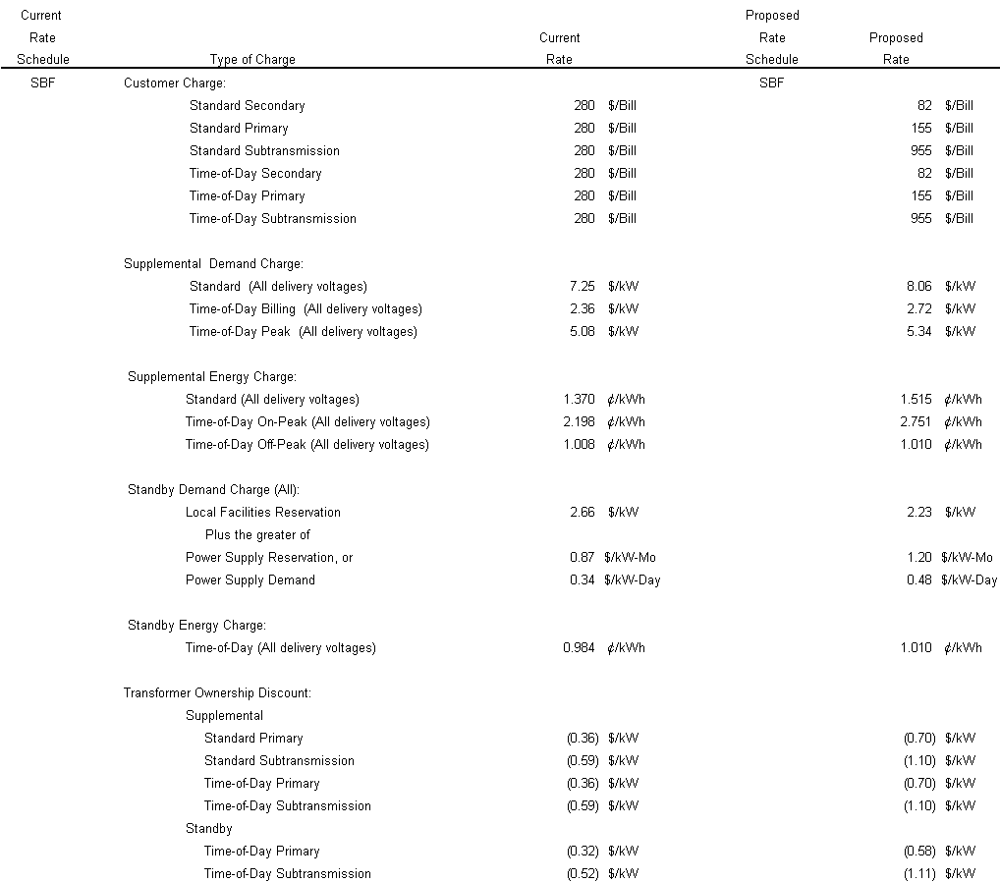 Current Proposed
Rate Current Rate Proposed
Schedule Type of Charge Rate Schedule Rate
SBF Customer Charge: SBF
Standard Secondary 280 $/Bill 82 $/Bill
Standard Primary 280 $/Bill 155 $/Bill
Standard Subtransmission 280 $/Bill 955 $/Bill
Time-of-Day Secondary 280 $/Bill 82 $/Bill
Time-of-Day Primary 280 $/Bill 155 $/Bill
Time-of-Day Subtransmission 280 $/Bill 955 $/Bill
Supplemental Demand Charge:
Standard (All delivery voltages) 7.25 $/kW 8.06 $/kW
Time-of-Day Billing (All delivery voltages) 2.36 $/kW 2.72 $/kW
Time-of-Day Peak (All delivery voltages) 5.08 $/kW 5.34 $/kW
Supplemental Energy Charge:
Standard (All delivery voltages) 1.370 ¢/kWh 1.515 ¢/kWh
Time-of-Day On-Peak (All delivery voltages) 2.198 ¢/kWh 2.751 ¢/kWh
Time-of-Day Off-Peak (All delivery voltages) 1.008 ¢/kWh 1.010 ¢/kWh
Standby Demand Charge (All):
Local Facilities Reservation 2.66 $/kW 2.23 $/kW
Plus the greater of
Power Supply Reservation, or 0.87 $/kW-Mo 1.20 $/kW-Mo
Power Supply Demand 0.34 $/kW-Day 0.48 $/kW-Day
Standby Energy Charge:
Time-of-Day (All delivery voltages) 0.984 ¢/kWh 1.010 ¢/kWh
Transformer Ownership Discount:
Supplemental
Standard Primary (0.36) $/kW (0.70) $/kW
Standard Subtransmission (0.59) $/kW (1.10) $/kW
Time-of-Day Primary (0.36) $/kW (0.70) $/kW
Time-of-Day Subtransmission (0.59) $/kW (1.10) $/kW
Standby
Time-of-Day Primary (0.32) $/kW (0.58) $/kW
Time-of-Day Subtransmission (0.52) $/kW (1.11) $/kW